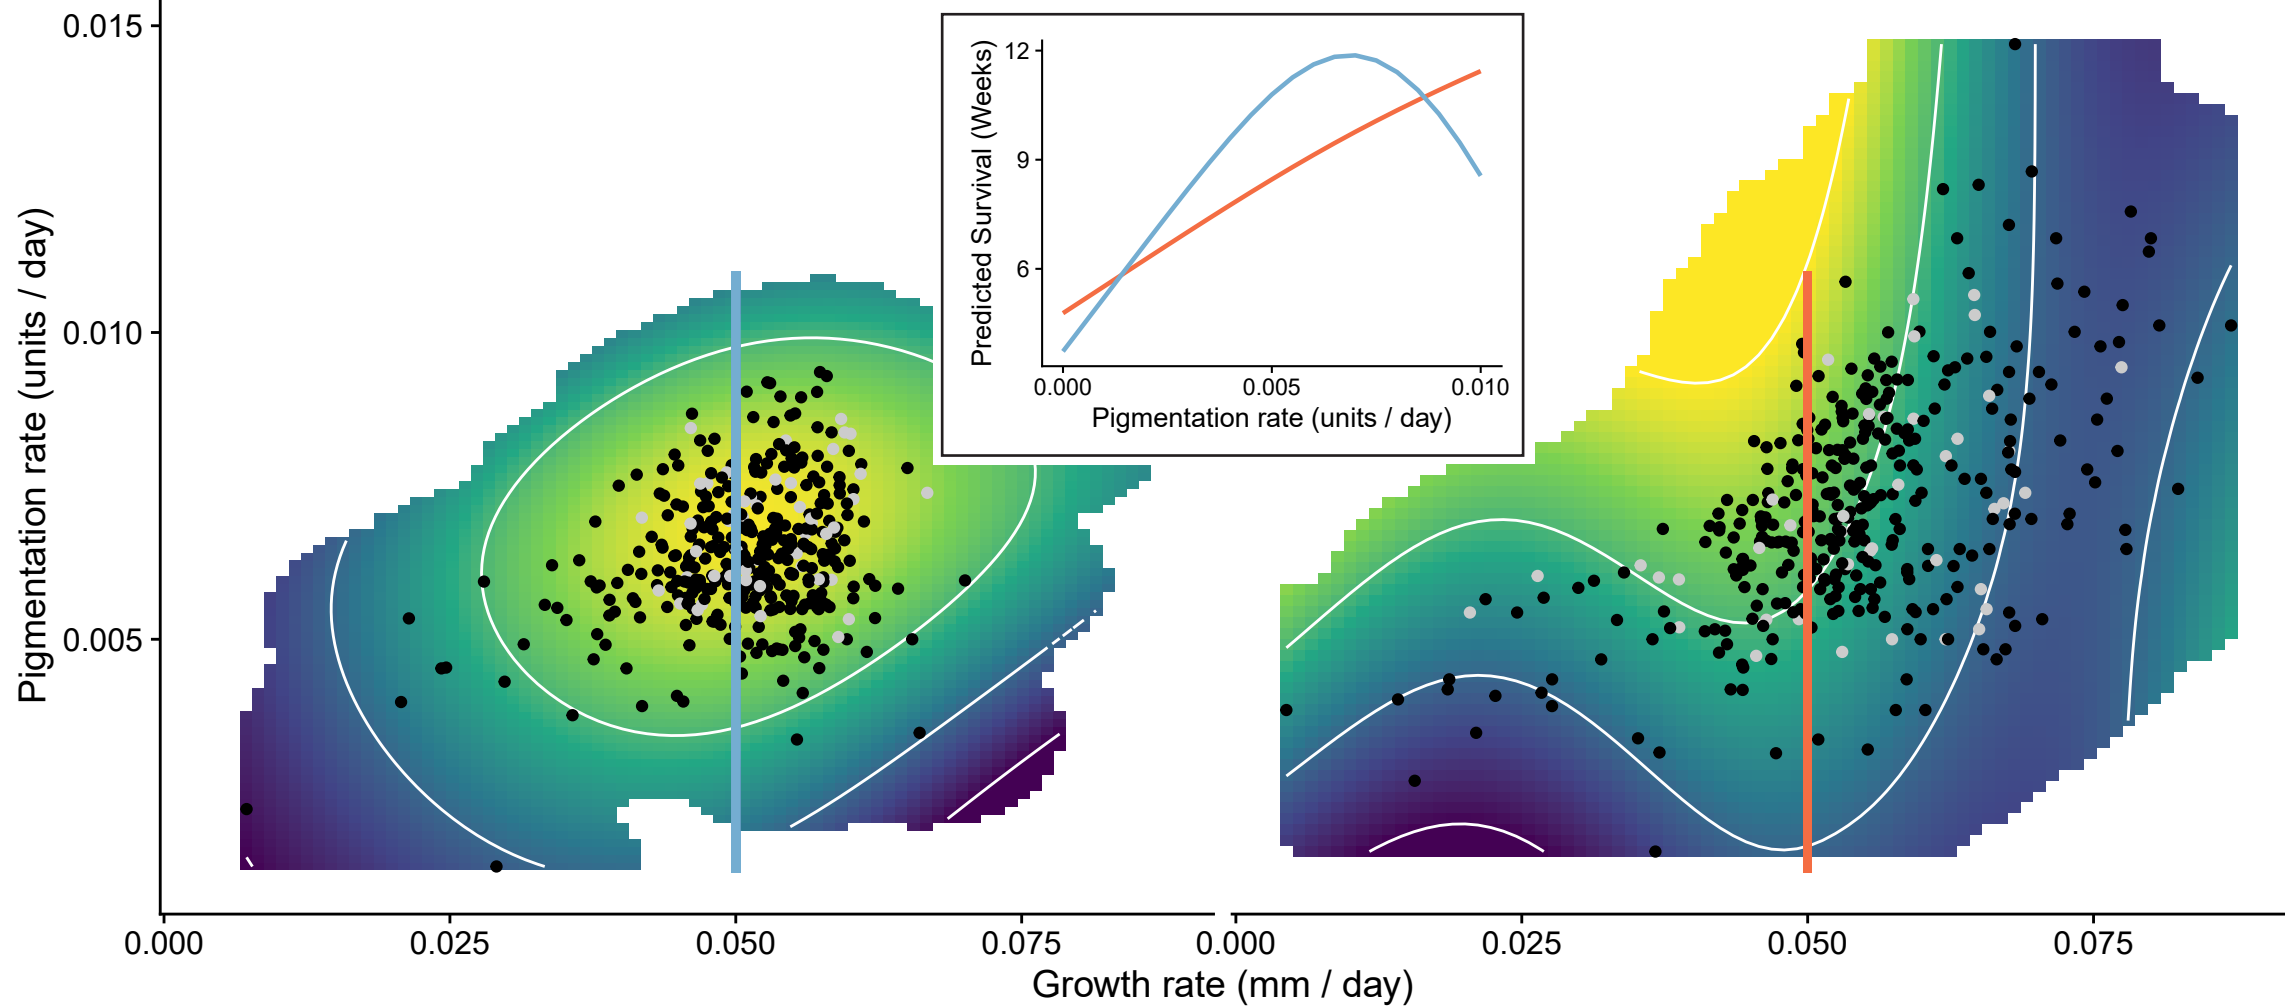 0.015
0.010
0.005
Pigmentation rate (units / day)
12
9
6
Predicted Survival (Weeks)
0.000 0.005 0.010
Pigmentation rate (units / day)
0.000 0.025 0.050 0.075 0.000 0.025 0.050 0.075
Growth rate (mm / day)